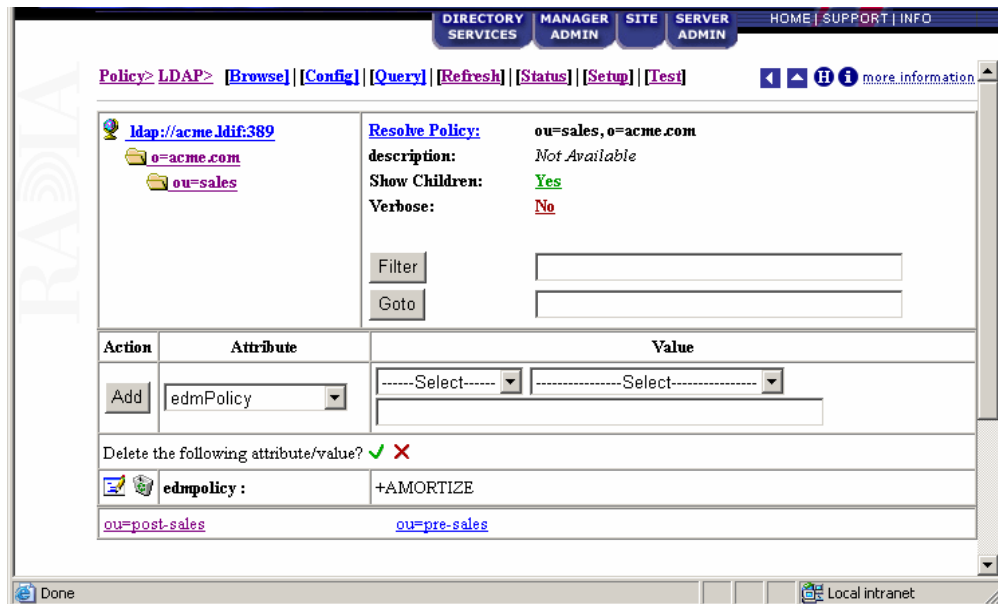 DIRECTORY SERVICES MANAGER ADMIN SITE SERVER ADMIN HOME | SUPPORT | INFO
RADIA
Policy> LDAP> [Browse] | [Config] | [Query] | [Refresh] | [Status] | [Setup] | [Test] H i more information
ldap://acme.ldif:389
o=acme.com
ou=sales
Resolve Policy: ou=sales, o=acme.com
description: Not Available
Show Children: Yes
Verbose: No
Filter
Goto
Action Attribute Value
Add edmPolicy ------Select------ ---------------Select---------------
Delete the following attribute/value?
edmpolicy : +AMORTIZE
ou=post-sales ou=pre-sales
Done Local intranet